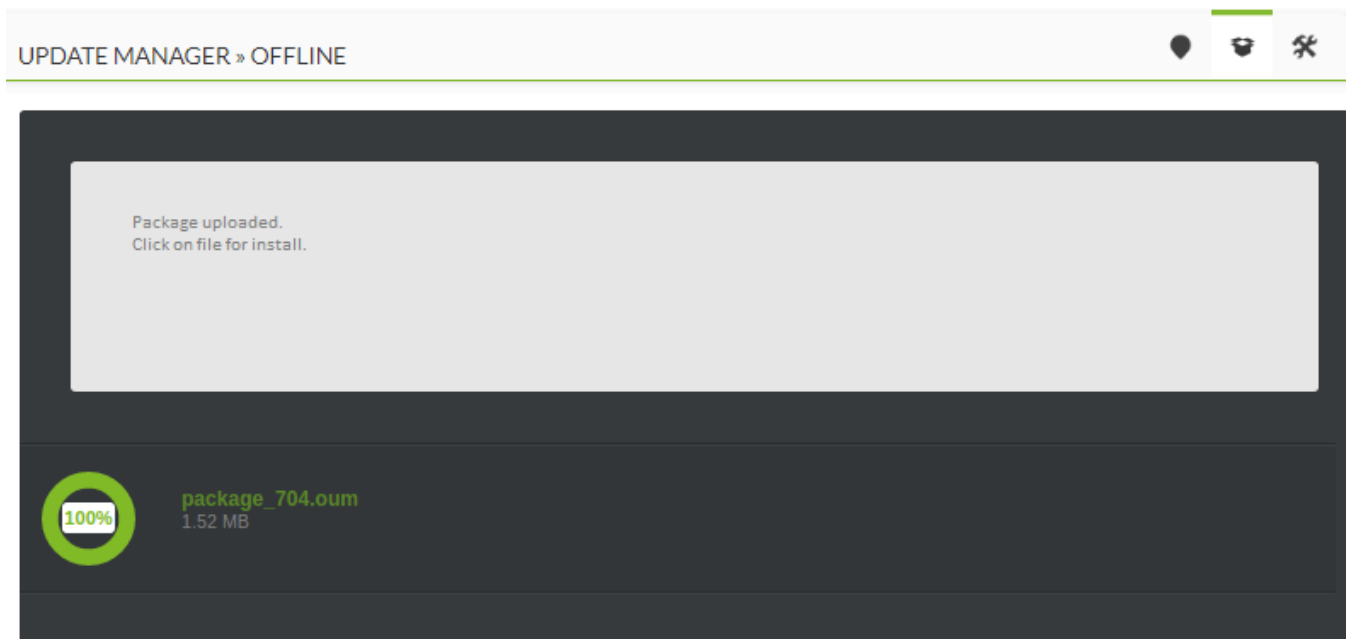 UPDATE MANAGER » OFFLINE
Package uploaded.
Click on file for install.
100%
package_704.oum
1.52 MB